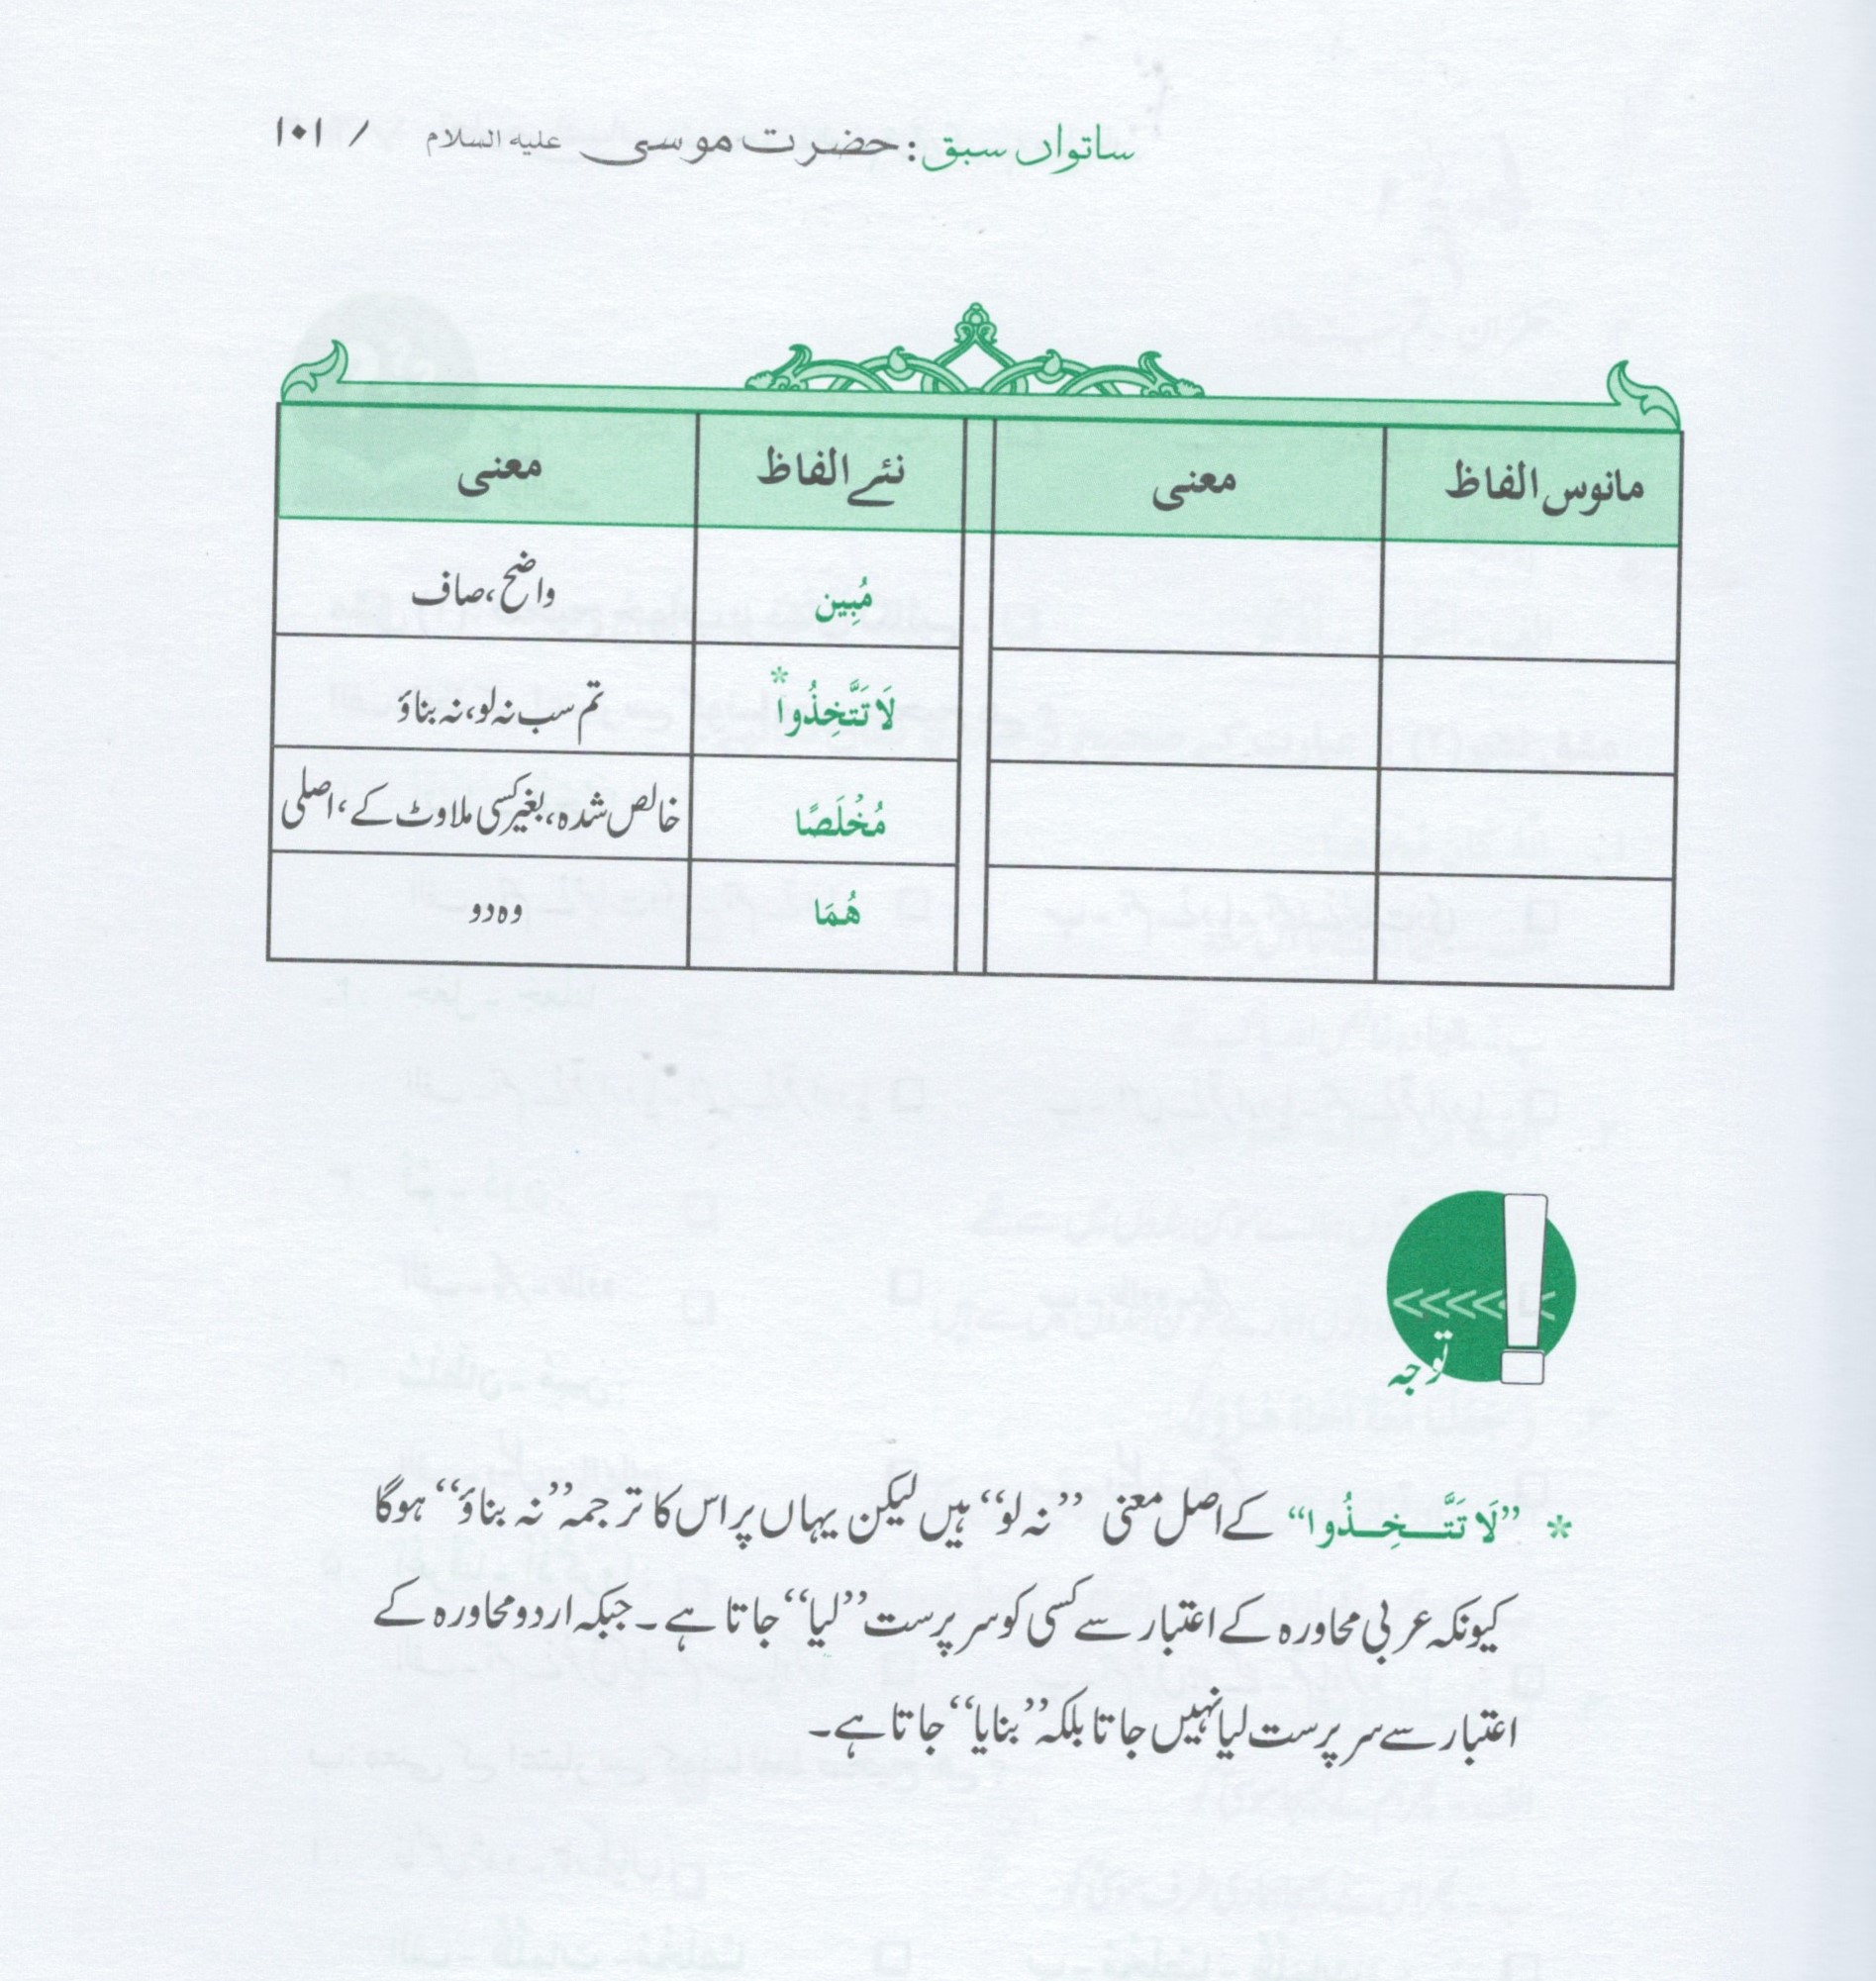 ساتواں سبق: حضرت موسی علیہ السلام / ۱۰۱
مانوس الفاظ معنی نئے الفاظ معنی
مُبِین واضح، صاف
لَا تَتَّخِذُوا* تم سب نہ لو، نہ بناؤ
مُخْلَصًا خالص شدہ، بغیر کسی ملاوٹ کے، اصلی
هُمَا وہ دو
توجہ
* ”لَا تَتَّخِذُوا“ کے اصل معنی ”نہ لو“ ہیں لیکن یہاں پر اس کا ترجمہ ”نہ بناؤ“ ہوگا
کیونکہ عربی محاورہ کے اعتبار سے کسی کو سرپرست ”لیا“ جاتا ہے۔ جبکہ اردو محاورہ کے
اعتبار سے سرپرست لیا نہیں جاتا بلکہ ”بنایا“ جاتا ہے۔